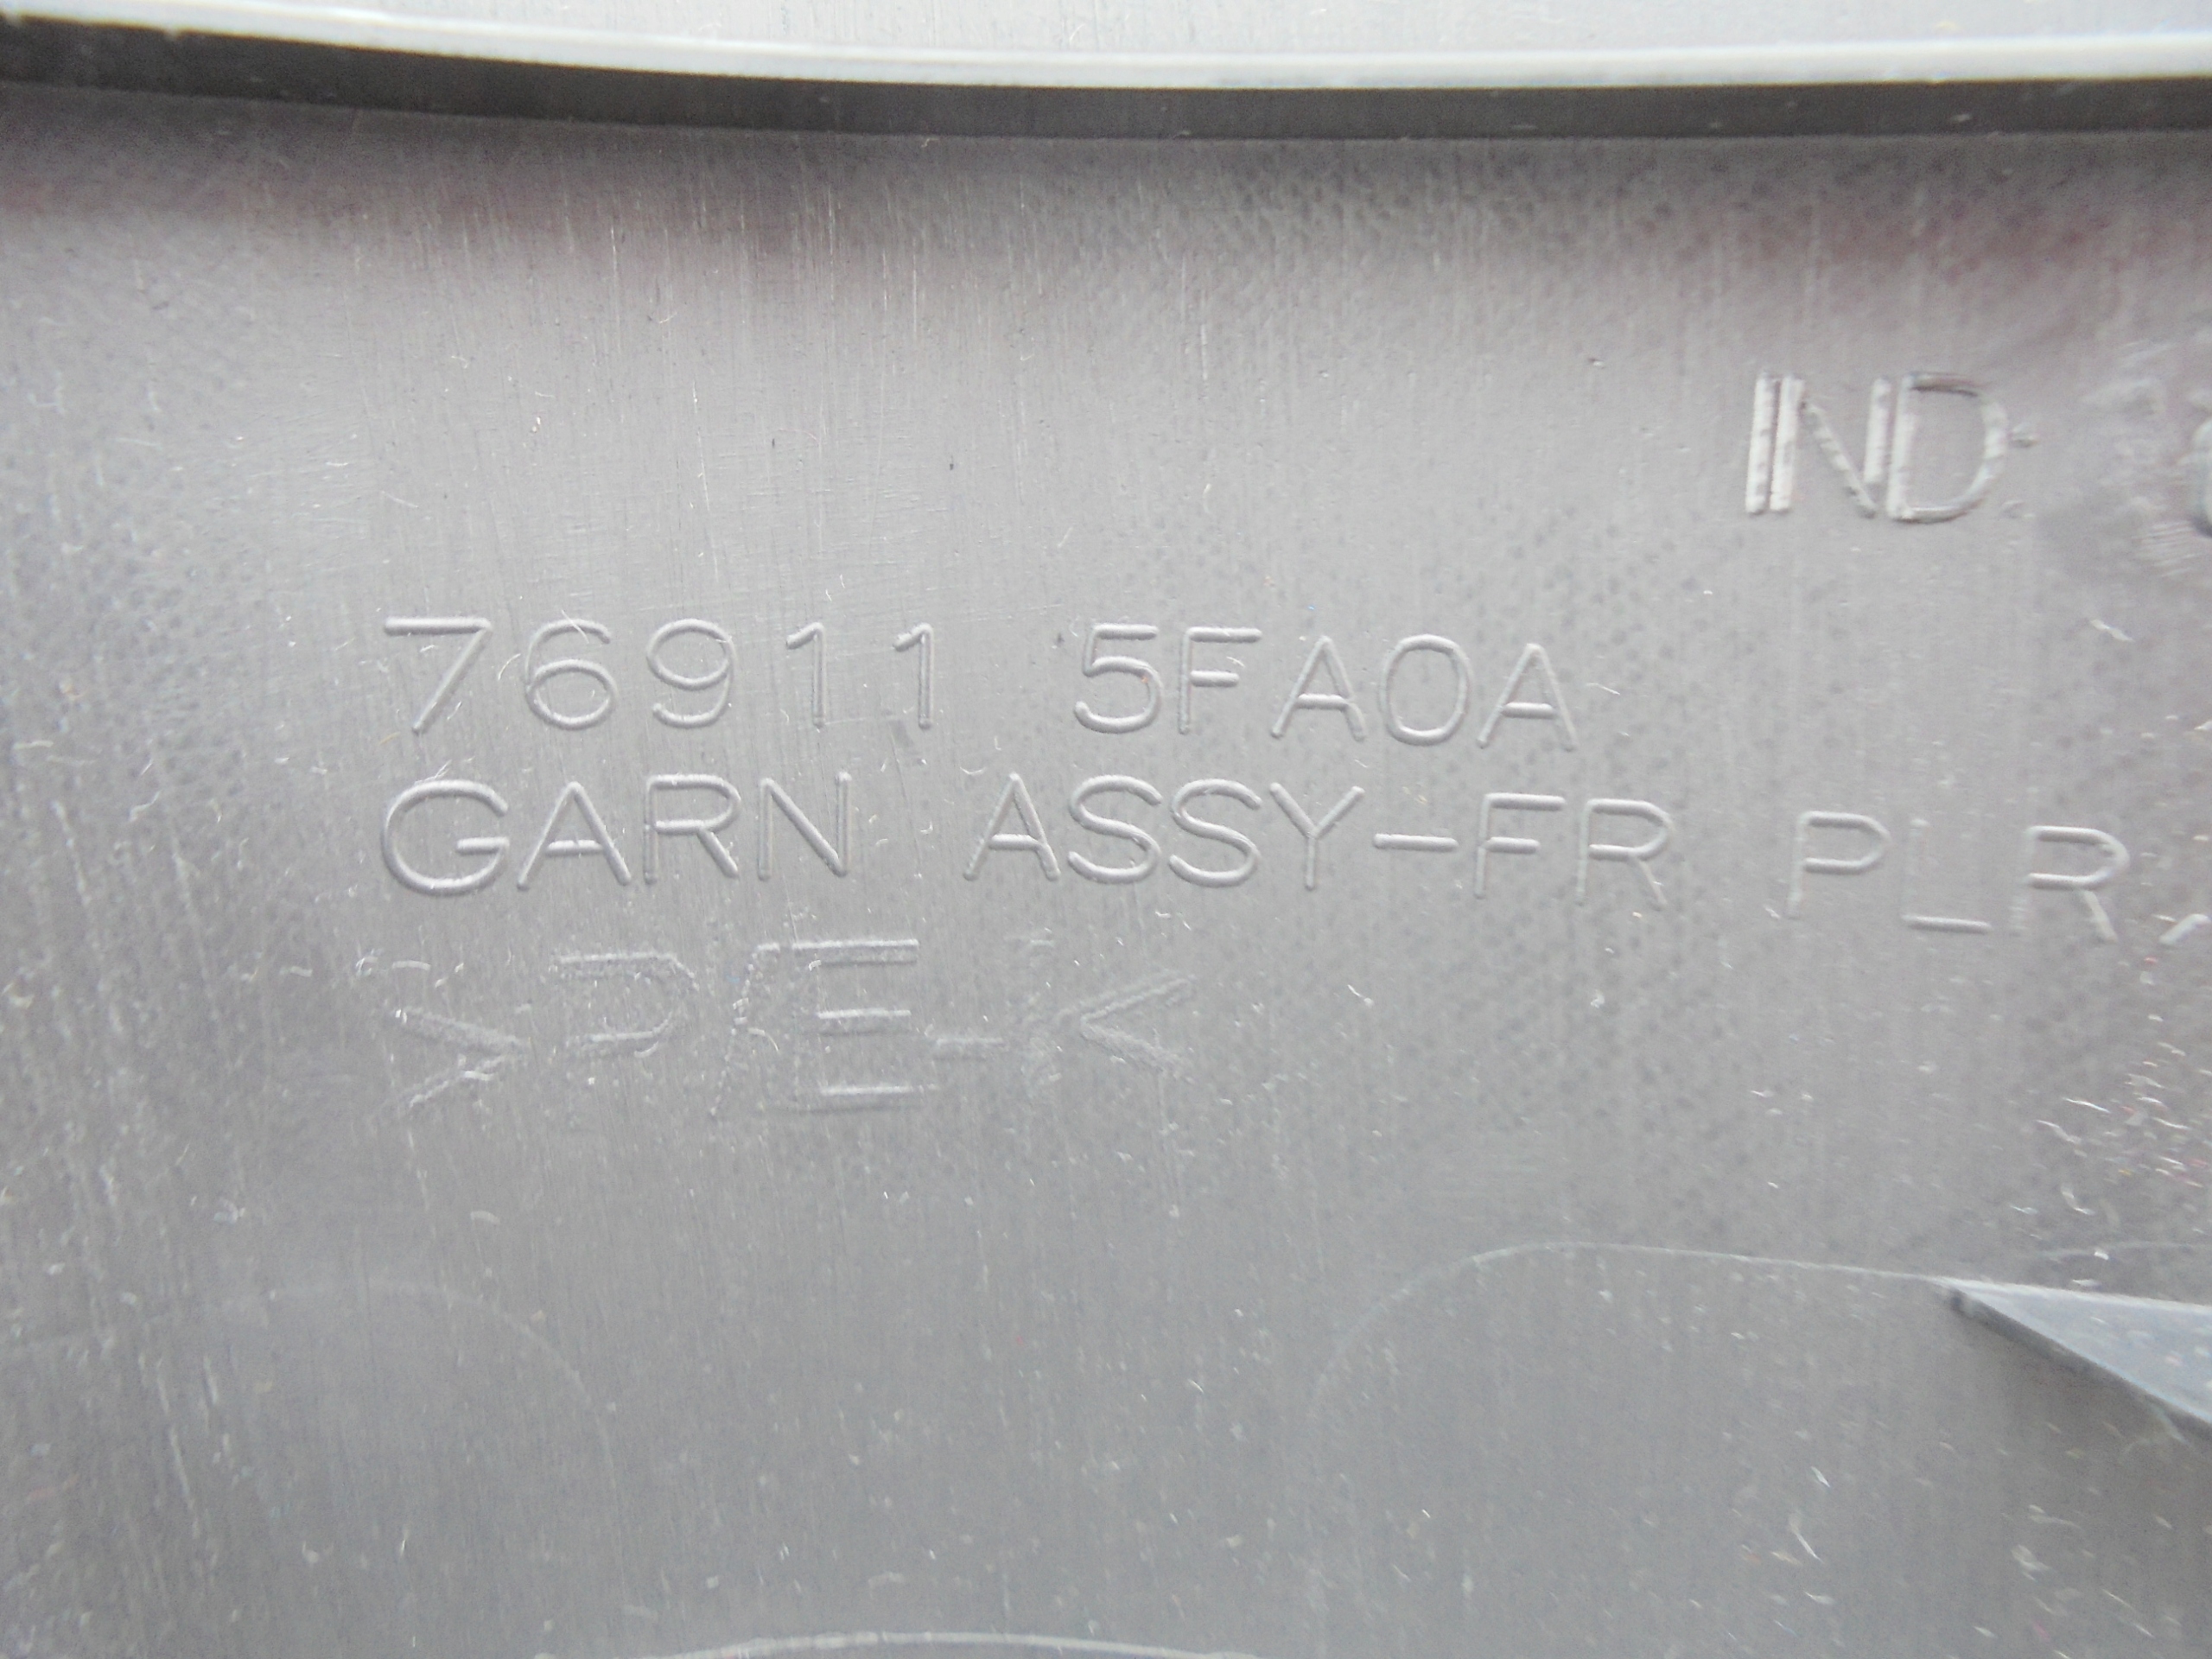 IND
76911 5FA0A
GARN ASSY-FR PLR,